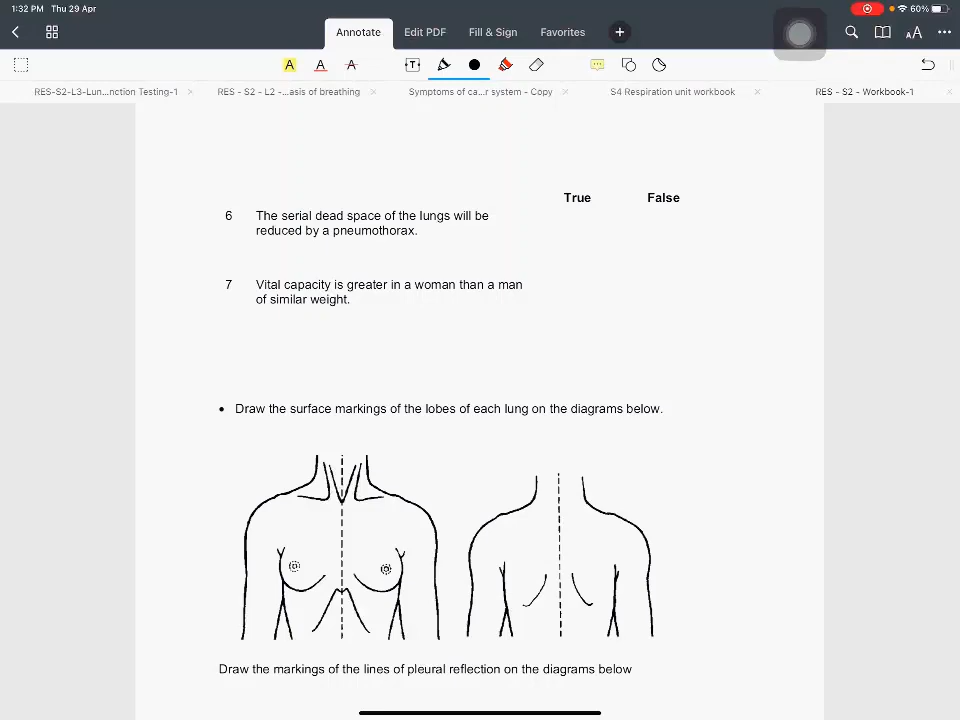 1:32 PM Thu 29 Apr
60%
Annotate
Edit PDF
Fill & Sign
Favorites
RES-S2-L3-Lun...nction Testing-1
RES - S2 - L2 -...asis of breathing
Symptoms of ca...r system - Copy
S4 Respiration unit workbook
RES - S2 - Workbook-1
True False
6 The serial dead space of the lungs will be
reduced by a pneumothorax.
7 Vital capacity is greater in a woman than a man
of similar weight.
• Draw the surface markings of the lobes of each lung on the diagrams below.
Draw the markings of the lines of pleural reflection on the diagrams below